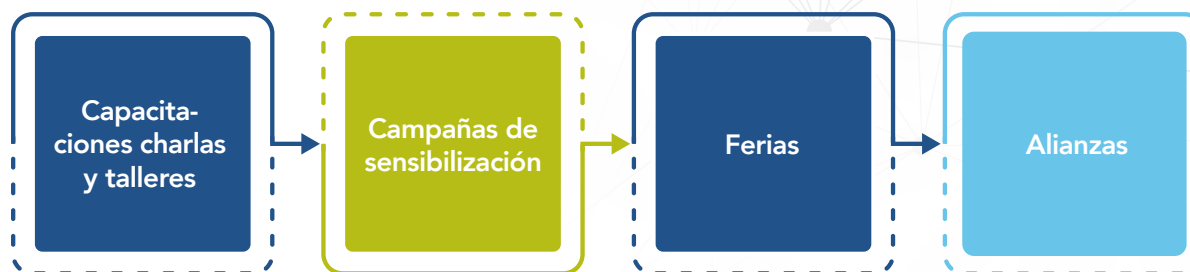 Capacita-
ciones charlas
y talleres
Campañas de
sensibilización
Ferias
Alianzas